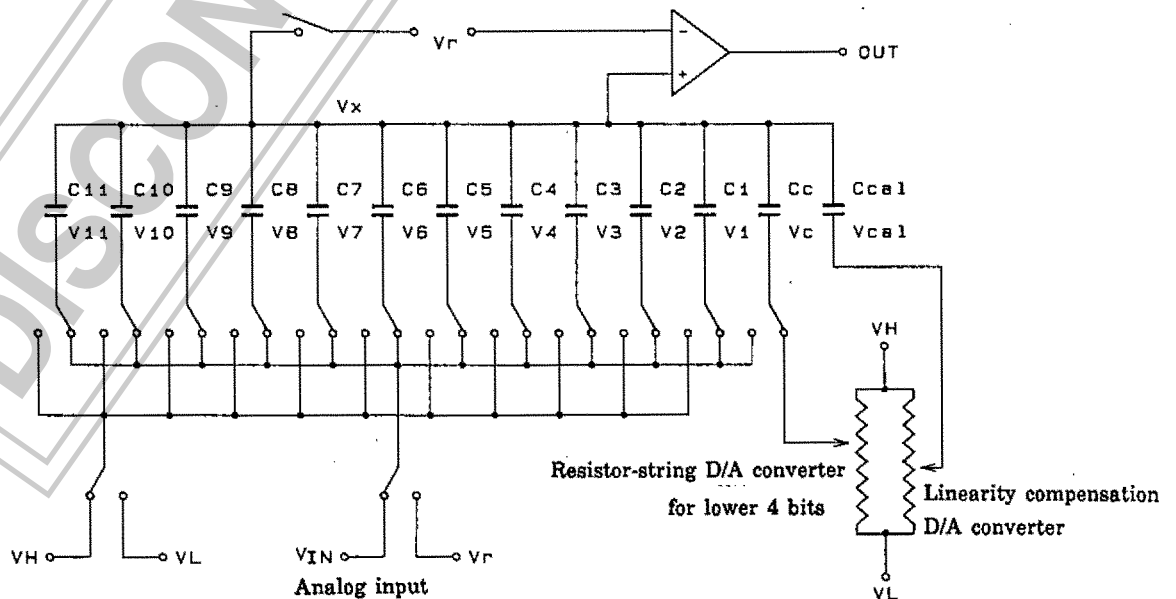 Vr
-
+
OUT
Vx
C11 C10 C9 C8 C7 C6 C5 C4 C3 C2 C1 Cc Ccal
V11 V10 V9 V8 V7 V6 V5 V4 V3 V2 V1 Vc Vcal
VH
Resistor-string D/A converter
for lower 4 bits
Linearity compensation
D/A converter
VH VL VIN Vr
Analog input
VL
DISCON